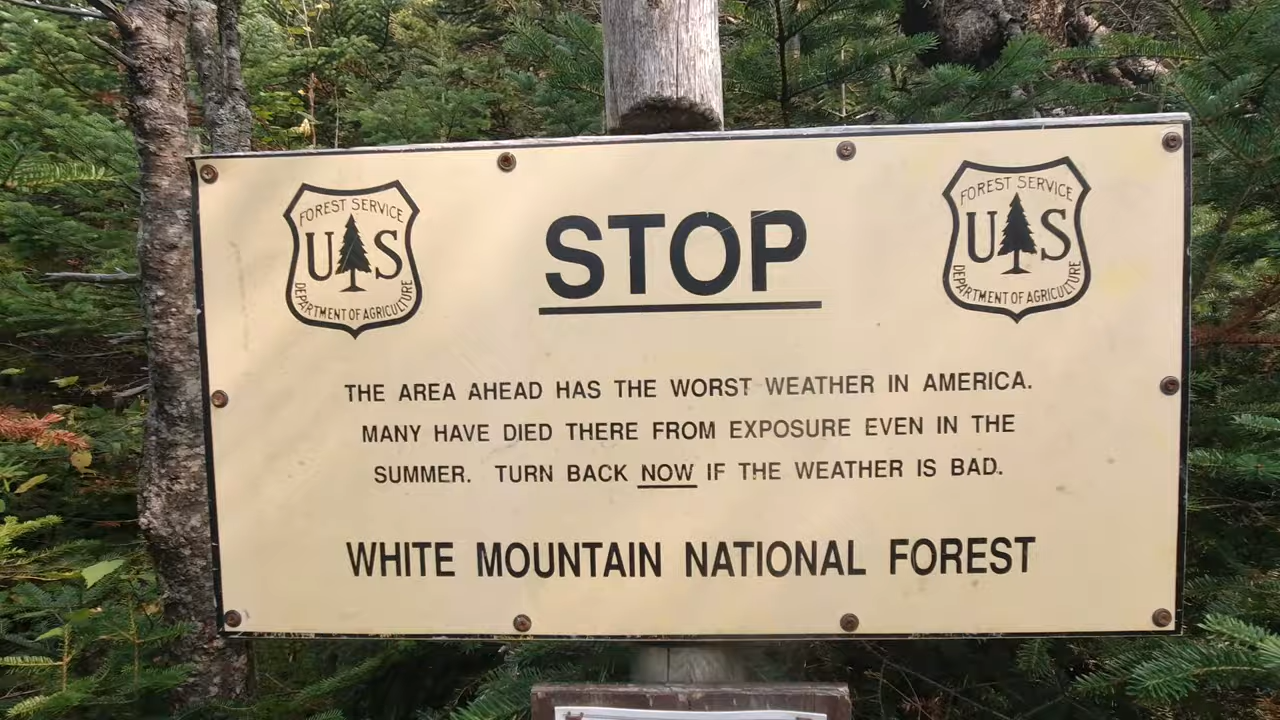 FOREST SERVICE
U S
DEPARTMENT OF AGRICULTURE
STOP
FOREST SERVICE
U S
DEPARTMENT OF AGRICULTURE
THE AREA AHEAD HAS THE WORST WEATHER IN AMERICA.
MANY HAVE DIED THERE FROM EXPOSURE EVEN IN THE
SUMMER. TURN BACK NOW IF THE WEATHER IS BAD.
WHITE MOUNTAIN NATIONAL FOREST